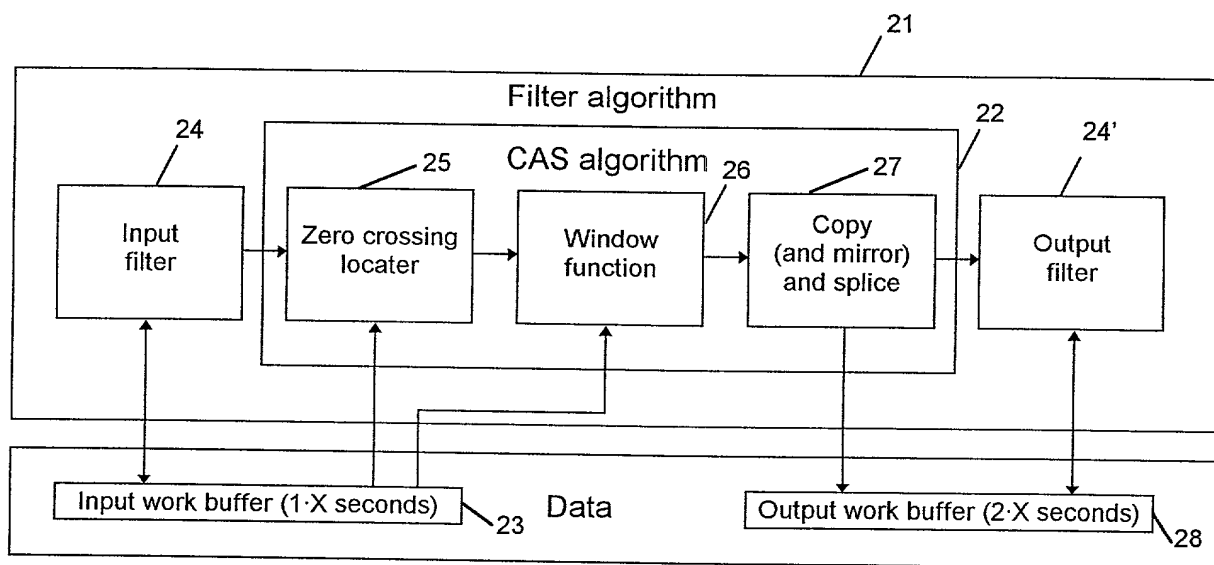 21
Filter algorithm
24
22
24'
CAS algorithm
25
26
27
Input
filter
Zero crossing
locater
Window
function
Copy
(and mirror)
and splice
Output
filter
Input work buffer (1·X seconds)
23
Data
Output work buffer (2·X seconds)
28